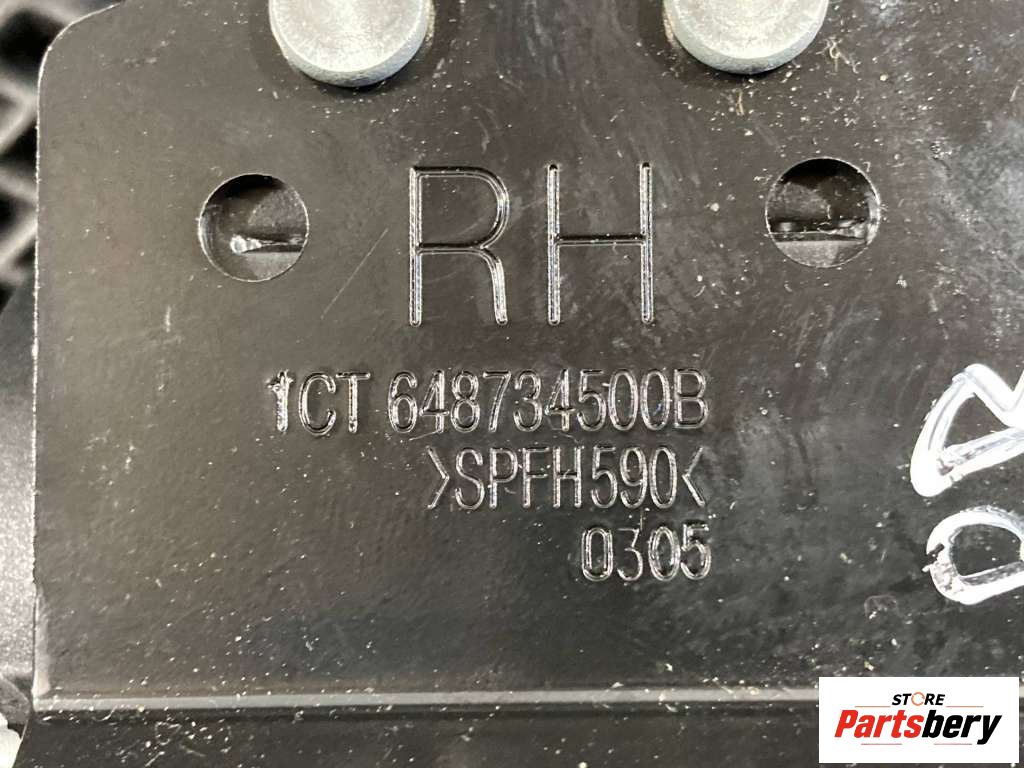 RH
1CT 648734500B
>SPFH590<
0305
STORE
Partsbery